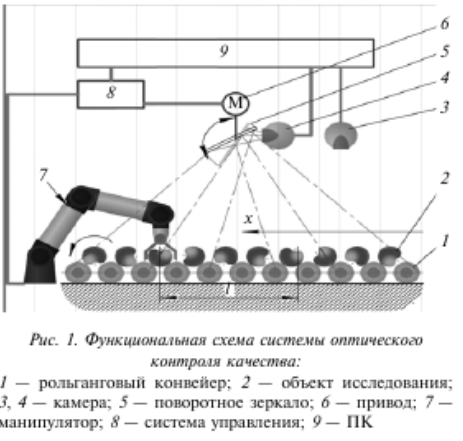 6
9
5
8
M
4
3
7
2
x
1
l
Рис. 1. Функциональная схема системы оптического
контроля качества:
1 — рольганговый конвейер; 2 — объект исследования;
3, 4 — камера; 5 — поворотное зеркало; 6 — привод; 7 —
манипулятор; 8 — система управления; 9 — ПК